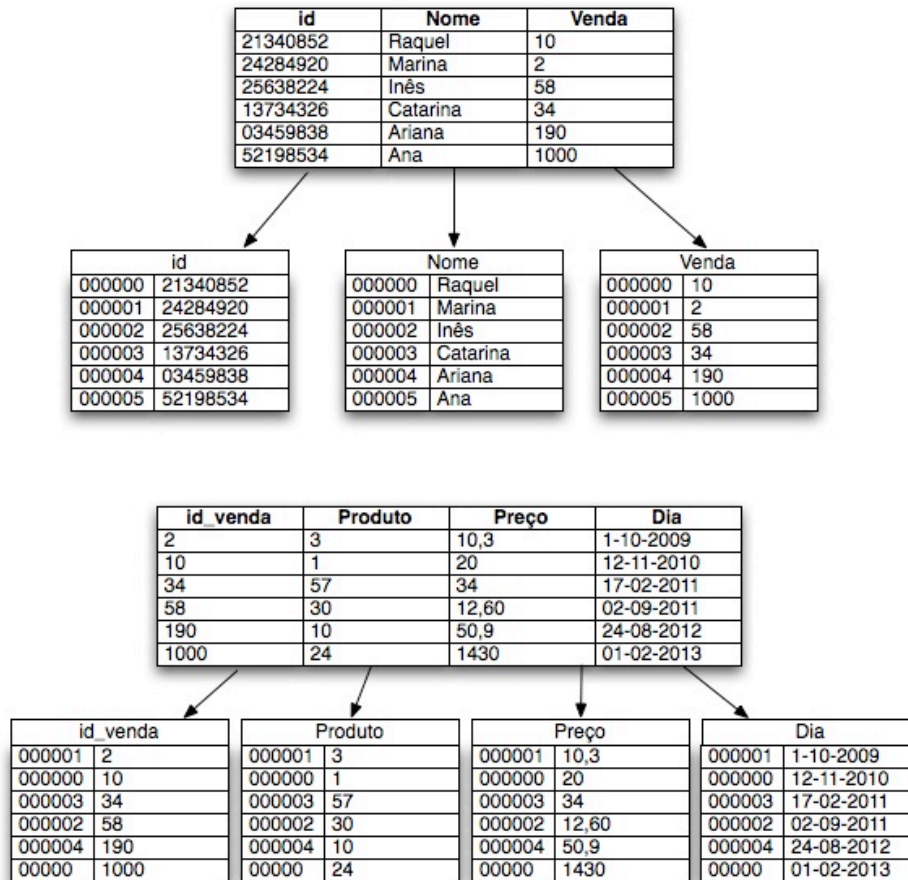 id Nome Venda
21340852 Raquel 10
24284920 Marina 2
25638224 Inês 58
13734326 Catarina 34
03459838 Ariana 190
52198534 Ana 1000
id Nome Venda
000000 21340852 000000 Raquel 000000 10
000001 24284920 000001 Marina 000001 2
000002 25638224 000002 Inês 000002 58
000003 13734326 000003 Catarina 000003 34
000004 03459838 000004 Ariana 000004 190
000005 52198534 000005 Ana 000005 1000
id_venda Produto Preço Dia
2 3 10,3 1-10-2009
10 1 20 12-11-2010
34 57 34 17-02-2011
58 30 12,60 02-09-2011
190 10 50,9 24-08-2012
1000 24 1430 01-02-2013
id_venda Produto Preço Dia
000001 2 000001 3 000001 10,3 000001 1-10-2009
000000 10 000000 1 000000 20 000000 12-11-2010
000003 34 000003 57 000003 34 000003 17-02-2011
000002 58 000002 30 000002 12,60 000002 02-09-2011
000004 190 000004 10 000004 50,9 000004 24-08-2012
00000 1000 00000 24 00000 1430 00000 01-02-2013